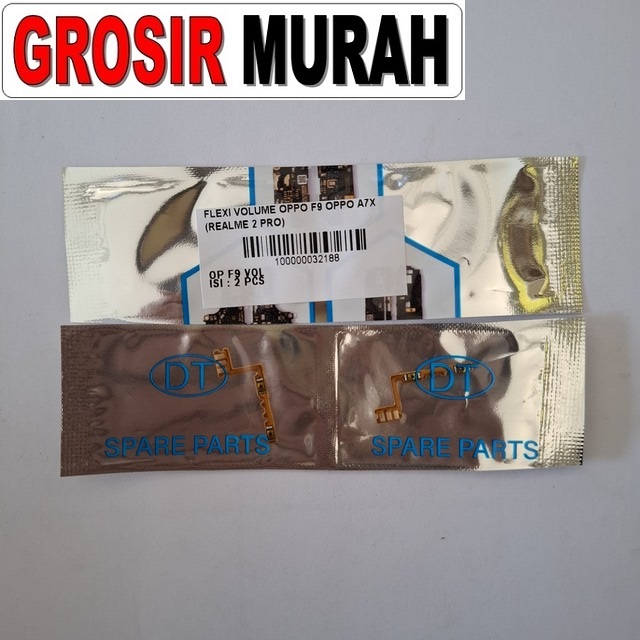 GROSIR MURAH
FLEXI VOLUME OPPO F9 OPPO A7X
(REALME 2 PRO)
100000032188
OP F9 VOL
ISI : 2 PCS
DT
SPARE PARTS
DT
SPARE PARTS